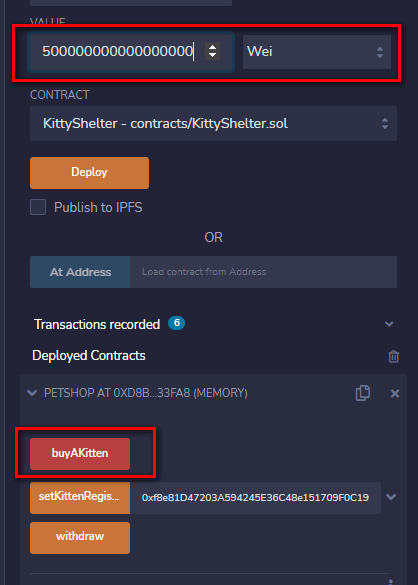 VALUE
50000000000000000
Wei
CONTRACT
KittyShelter - contracts/KittyShelter.sol
Deploy
Publish to IPFS
OR
At Address
Load contract from Address
Transactions recorded 6
Deployed Contracts
PETSHOP AT 0XD8B...33FA8 (MEMORY)
buyAKitten
setKittenRegis...
0xf8e81D47203A594245E36C48e151709F0C19
withdraw